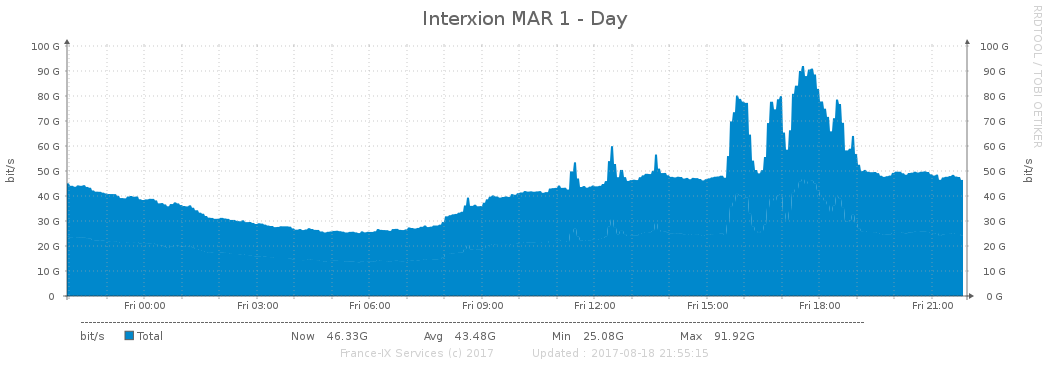 Interxion MAR 1 - Day
RRDTOOL / TOBI OETIKER
bit/s
bit/s
100 G 100 G
90 G 90 G
80 G 80 G
70 G 70 G
60 G 60 G
50 G 50 G
40 G 40 G
30 G 30 G
20 G 20 G
10 G 10 G
0 0 G
Fri 00:00 Fri 03:00 Fri 06:00 Fri 09:00 Fri 12:00 Fri 15:00 Fri 18:00 Fri 21:00
bit/s Total Now 46.33G Avg 43.48G Min 25.08G Max 91.92G
France-IX Services (c) 2017 Updated : 2017-08-18 21:55:15